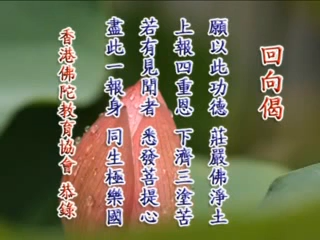 回向偈
願以此功德 莊嚴佛淨土
上報四重恩 下濟三塗苦
若有見聞者 悉發菩提心
盡此一報身 同生極樂國
香港佛陀教育協會 恭錄